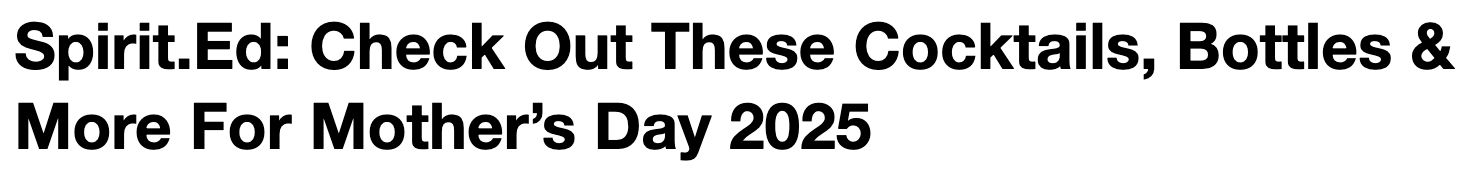 Spirit.Ed: Check Out These Cocktails, Bottles &
More For Mother’s Day 2025